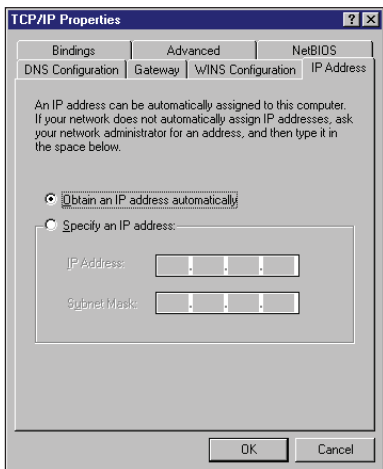 TCP/IP Properties
Bindings
Advanced
NetBIOS
DNS Configuration
Gateway
WINS Configuration
IP Address
An IP address can be automatically assigned to this computer.
If your network does not automatically assign IP addresses, ask
your network administrator for an address, and then type it in
the space below.
Obtain an IP address automatically
Specify an IP address:
IP Address:
Subnet Mask:
OK
Cancel